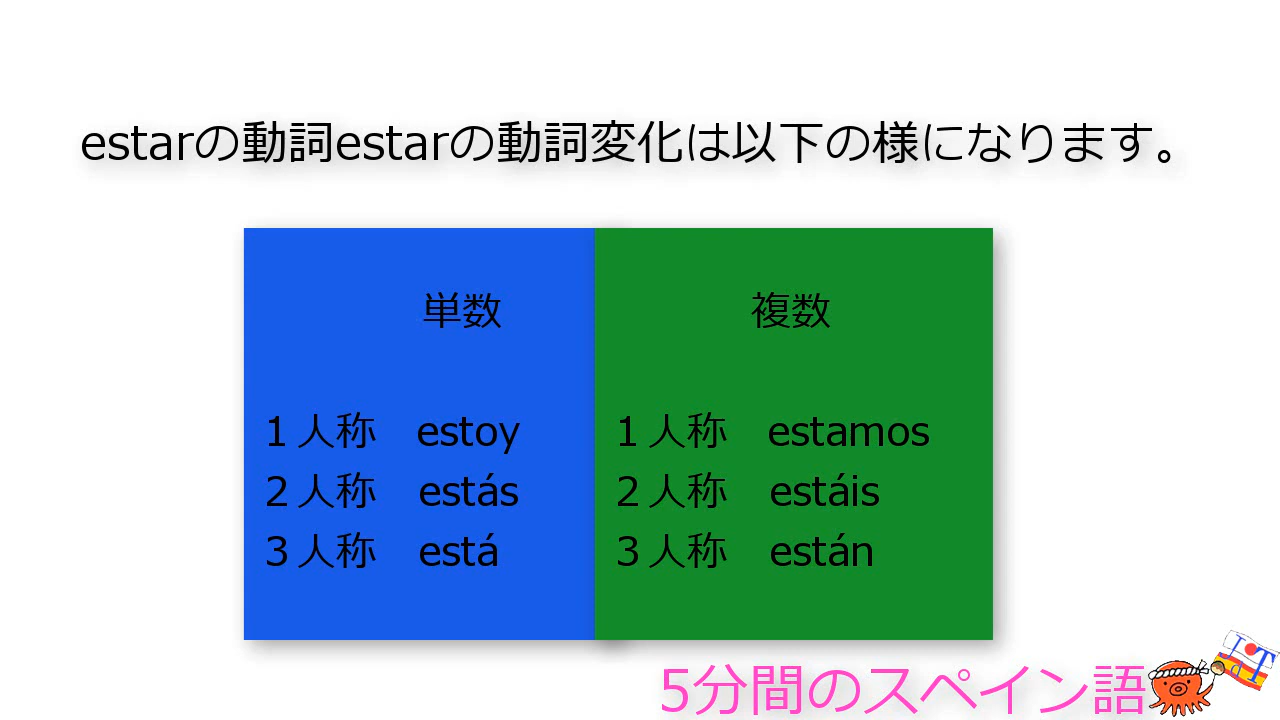 estarの動詞estarの動詞変化は以下の様になります。
単数 複数
１人称 estoy １人称 estamos
２人称 estás ２人称 estáis
３人称 está ３人称 están
5分間のスペイン語